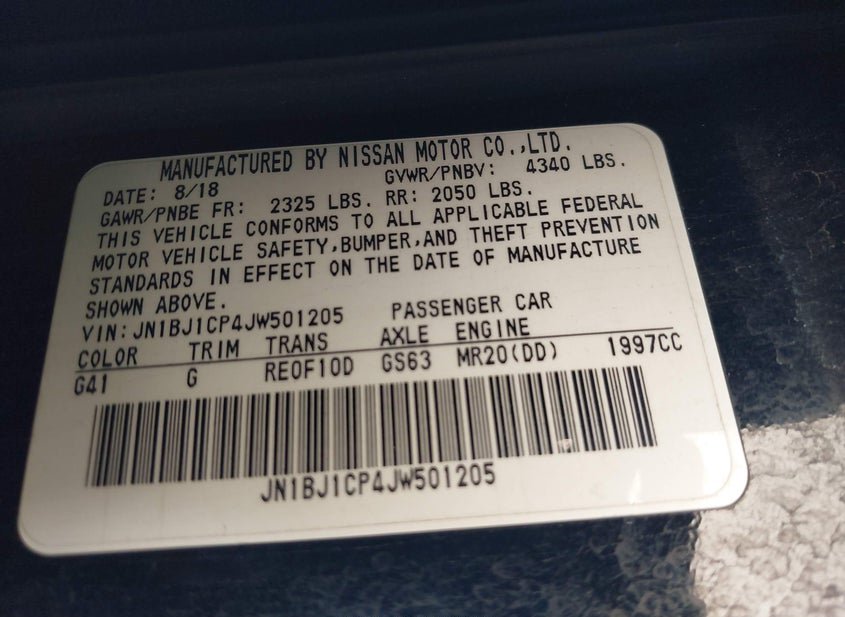 MANUFACTURED BY NISSAN MOTOR CO.,LTD.
DATE: 8/18 GVWR/PNBV: 4340 LBS.
GAWR/PNBE FR: 2325 LBS. RR: 2050 LBS.
THIS VEHICLE CONFORMS TO ALL APPLICABLE FEDERAL
MOTOR VEHICLE SAFETY,BUMPER,AND THEFT PREVENTION
STANDARDS IN EFFECT ON THE DATE OF MANUFACTURE
SHOWN ABOVE.
VIN:JN1BJ1CP4JW501205 PASSENGER CAR
COLOR TRIM TRANS AXLE ENGINE
G41 G RE0F10D GS63 MR20(DD) 1997CC
JN1BJ1CP4JW501205